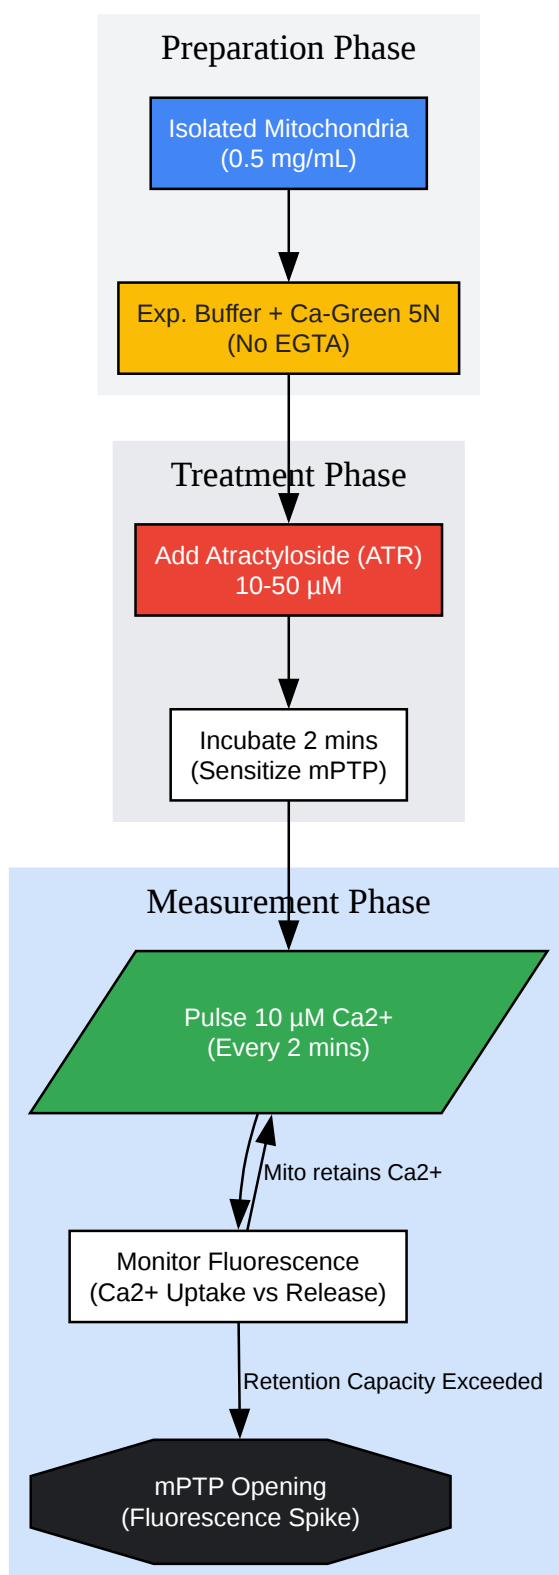 Preparation Phase
Isolated Mitochondria
(0.5 mg/mL)
Exp. Buffer + Ca-Green 5N
(No EGTA)
Treatment Phase
Add Atractyloside (ATR)
10-50 µM
Incubate 2 mins
(Sensitize mPTP)
Measurement Phase
Pulse 10 µM Ca2+
(Every 2 mins)
Mito retains Ca2+
Monitor Fluorescence
(Ca2+ Uptake vs Release)
Retention Capacity Exceeded
mPTP Opening
(Fluorescence Spike)